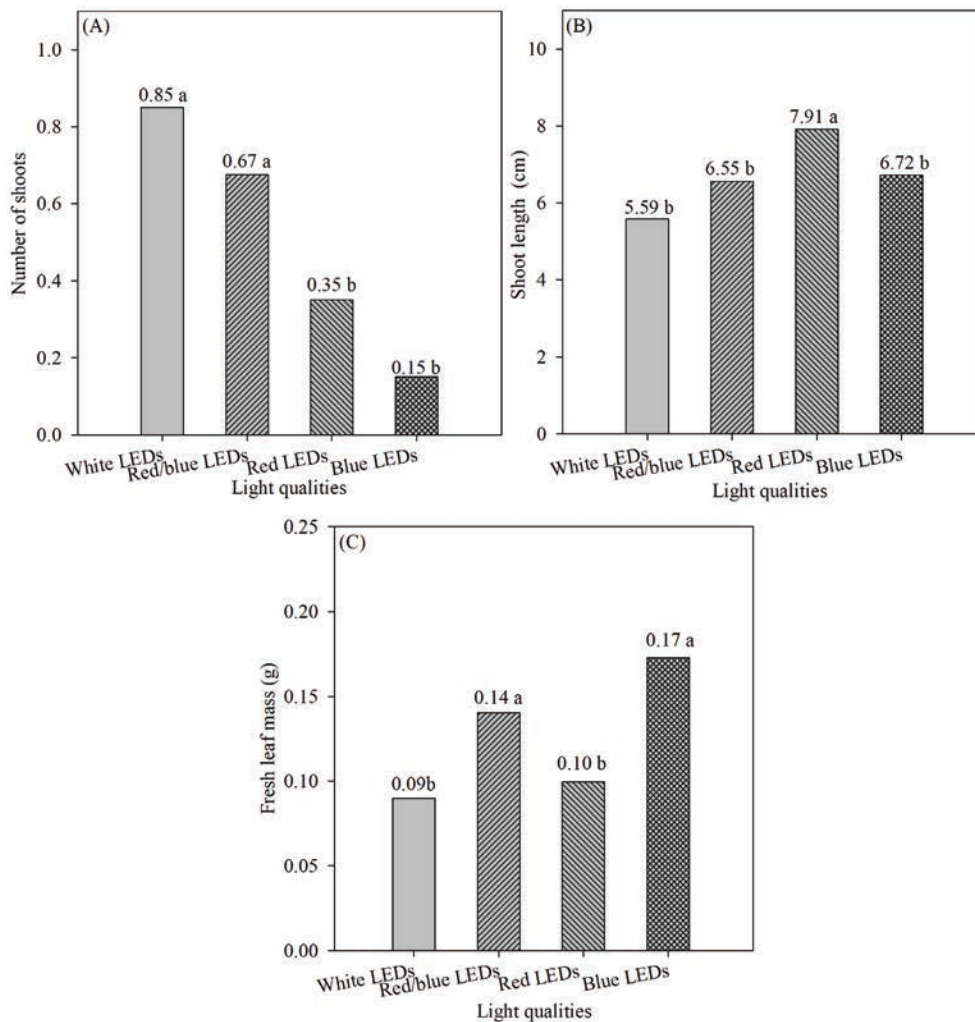 (A)
1.0
0.8
0.6
0.4
0.2
0.0
Number of shoots
0.85 a
0.67 a
0.35 b
0.15 b
White LEDs
Red/blue LEDs
Red LEDs
Blue LEDs
Light qualities
(B)
10
8
6
4
2
0
Shoot length (cm)
5.59 b
6.55 b
7.91 a
6.72 b
White LEDs
Red/blue LEDs
Red LEDs
Blue LEDs
Light qualities
(C)
0.25
0.20
0.15
0.10
0.05
0.00
Fresh leaf mass (g)
0.09b
0.14 a
0.10 b
0.17 a
White LEDs
Red/blue LEDs
Red LEDs
Blue LEDs
Light qualities